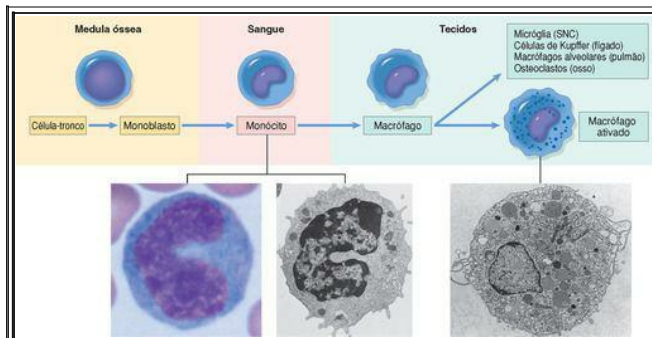 Medula óssea
Sangue
Tecidos
Micróglia (SNC)
Células de Kupffer (fígado)
Macrófagos alveolares (pulmão)
Osteoclastos (osso)
Célula-tronco
Monoblasto
Monócito
Macrófago
Macrófago
ativado